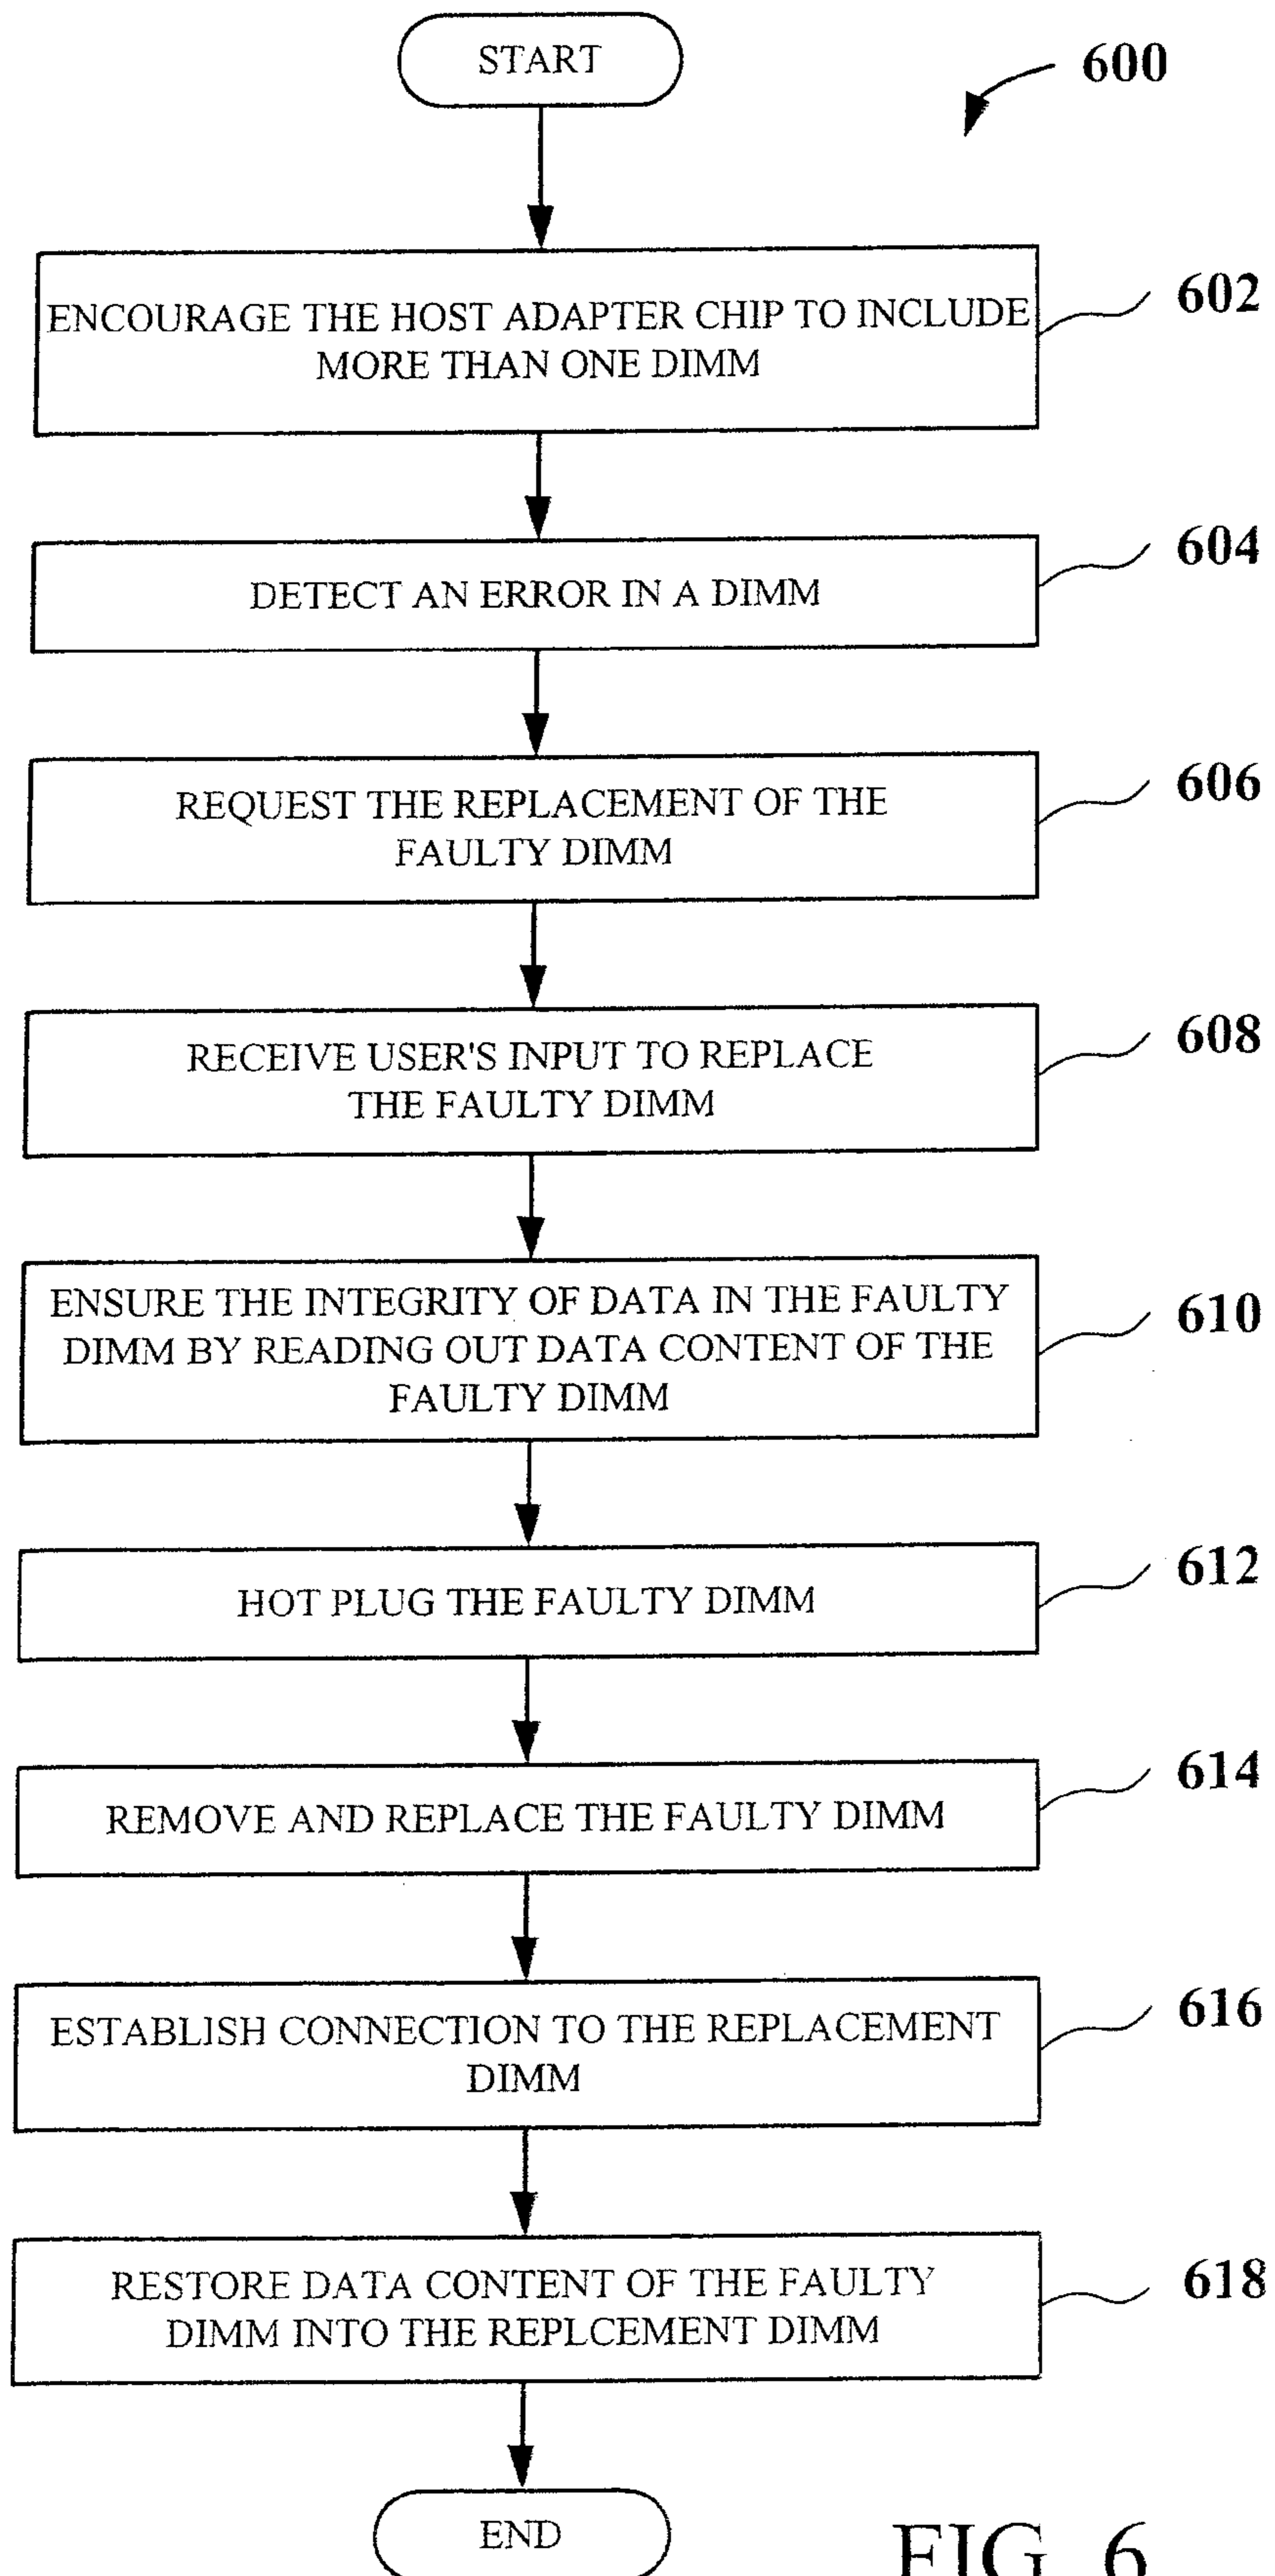 START
600
ENCOURAGE THE HOST ADAPTER CHIP TO INCLUDE
MORE THAN ONE DIMM
602
DETECT AN ERROR IN A DIMM
604
REQUEST THE REPLACEMENT OF THE
FAULTY DIMM
606
RECEIVE USER'S INPUT TO REPLACE
THE FAULTY DIMM
608
ENSURE THE INTEGRITY OF DATA IN THE FAULTY
DIMM BY READING OUT DATA CONTENT OF THE
FAULTY DIMM
610
HOT PLUG THE FAULTY DIMM
612
REMOVE AND REPLACE THE FAULTY DIMM
614
ESTABLISH CONNECTION TO THE REPLACEMENT
DIMM
616
RESTORE DATA CONTENT OF THE FAULTY
DIMM INTO THE REPLCEMENT DIMM
618
END
FIG. 6